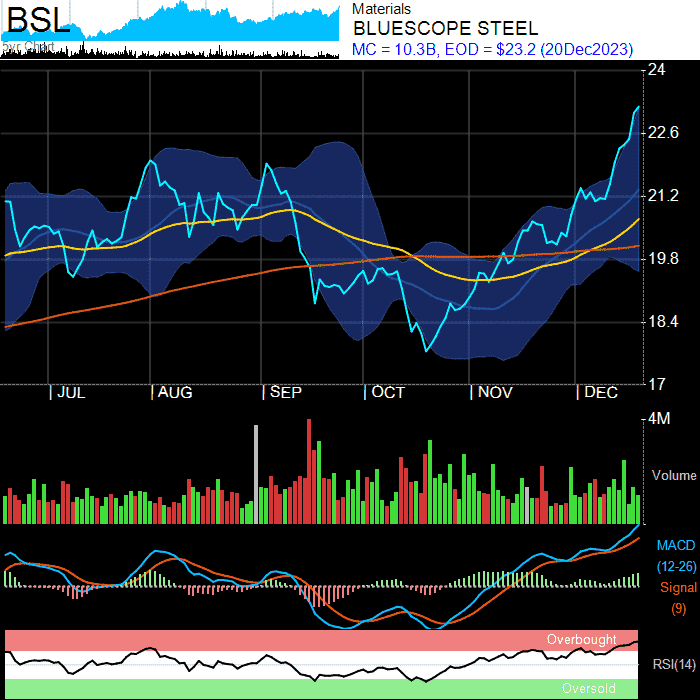 BSL
5yr Chart
Materials
BLUESCOPE STEEL
MC = 10.3B, EOD = $23.2 (20Dec2023)
24
22.6
21.2
19.8
18.4
17
| JUL | AUG | SEP | OCT | NOV | DEC
4M
Volume
MACD
(12-26)
Signal
(9)
Overbought
RSI(14)
Oversold